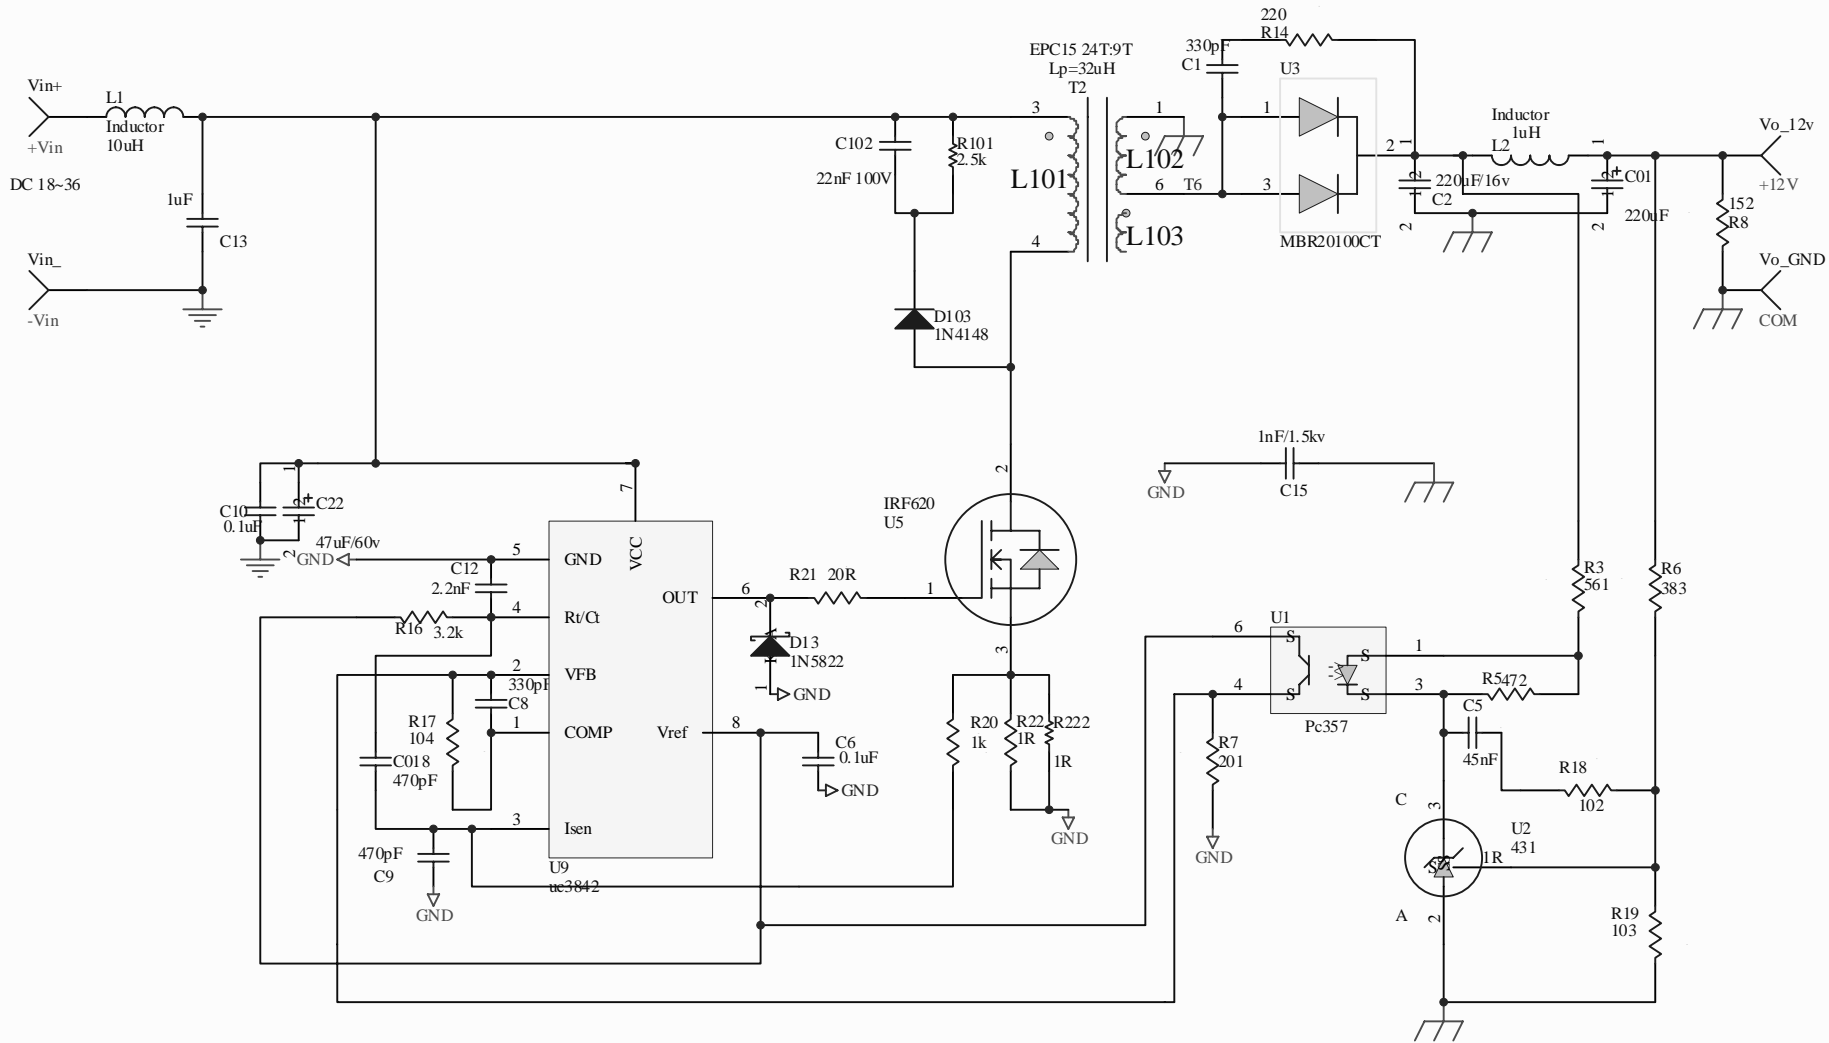 220
R14
330pF
C1
EPC15 24T:9T
Lp=32uH
T2
U3
Vin+
L1
Inductor
10uH
+Vin
DC 18~36
1uF
C13
Vin_
-Vin
3
C102
22nF 100V
R101
2.5k
L101
4
1
L102
6
T6
L103
1
3
2
MBR20100CT
1
220uF/16v
2
1
C2
2
Inductor
1uH
L2
1
2
1
C01
220uF
2
Vo_12v
+12V
152
R8
Vo_GND
COM
D103
1N4148
1nF/1.5kv
GND
C15
2
IRF620
U5
1
3
C10
0.1uF
1
2
1
C22
47uF/60v
2
GND
7
VCC
5
GND
C12
2.2nF
4
Rt/Ct
R16
3.2k
2
VFB
330pF
C8
R17
104
1
COMP
C018
470pF
3
Isen
470pF
C9
GND
U9
uc3842
OUT
6
2
R21
20R
D13
1N5822
1
GND
Vref
8
C6
0.1uF
GND
R20
1k
R22
1R
R222
1R
GND
U1
6
S
4
S
S
1
S
3
Pc357
R7
201
GND
R3
561
R6
383
R5
472
C5
45nF
R18
102
C
3
U2
431
1R
A
2
R19
103